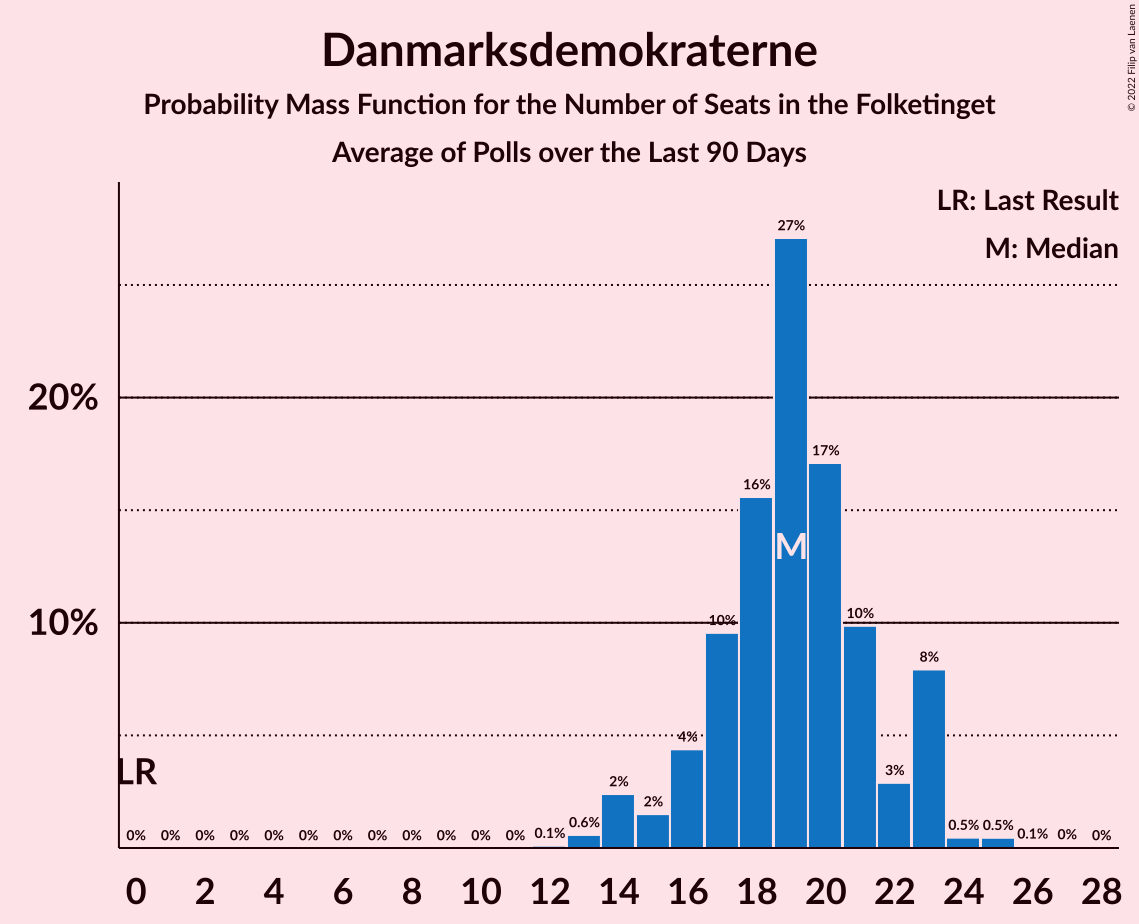 Danmarksdemokraterne
Probability Mass Function for the Number of Seats in the Folketinget
Average of Polls over the Last 90 Days
© 2022 Filip van Laenen
LR: Last Result
M: Median
27%
20%
17%
16%
M
10%
10%
10%
8%
4%
LR
3%
2%
2%
0% 0% 0% 0% 0% 0% 0% 0% 0% 0% 0% 0% 0.1% 0.6% 0.5% 0.5% 0.1% 0% 0%
0 2 4 6 8 10 12 14 16 18 20 22 24 26 28